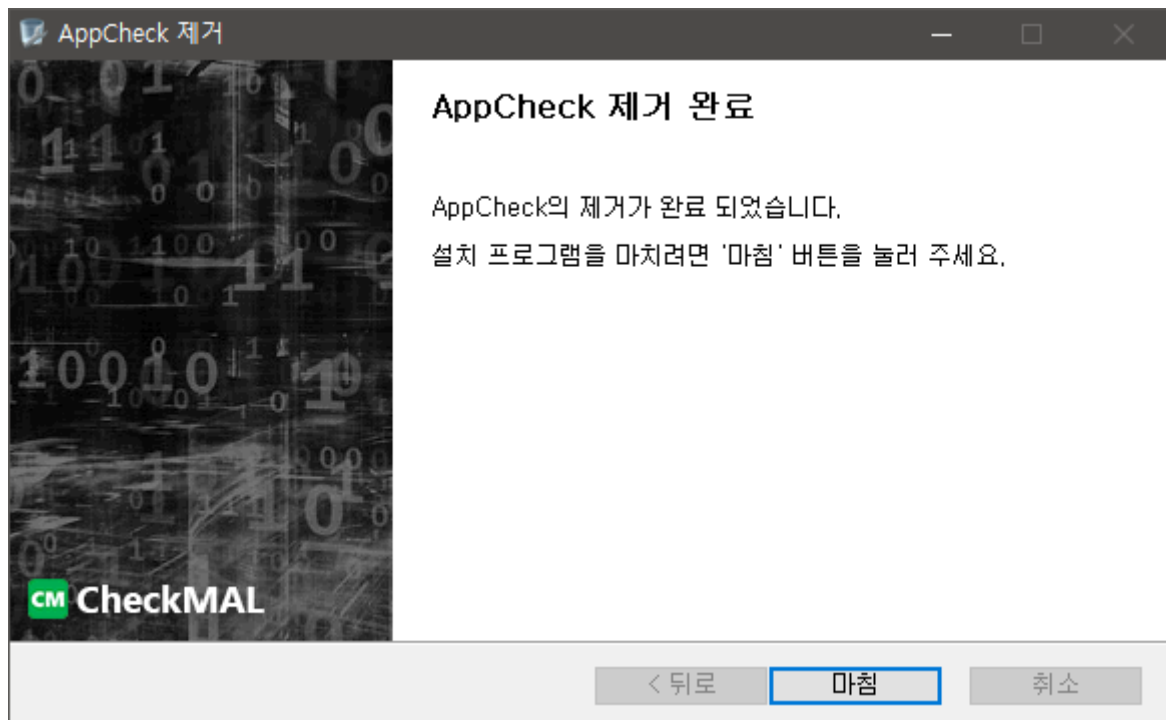 AppCheck 제거
AppCheck 제거 완료
AppCheck의 제거가 완료 되었습니다.
설치 프로그램을 마치려면 '마침' 버튼을 눌러 주세요.
CM CheckMAL
< 뒤로
마침
취소